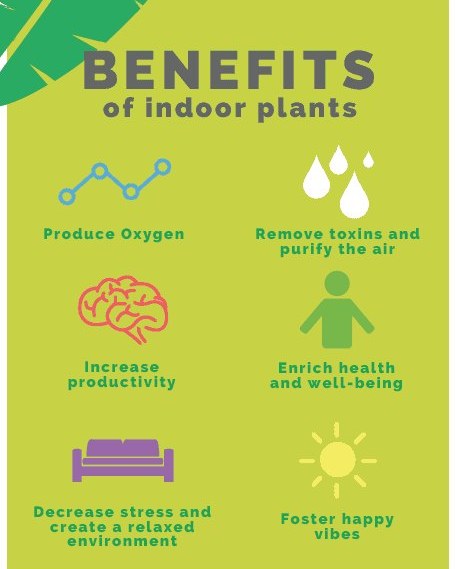 BENEFITS
of indoor plants
Produce Oxygen
Remove toxins and
purify the air
Increase
productivity
Enrich health
and well-being
Decrease stress and
create a relaxed
environment
Foster happy
vibes